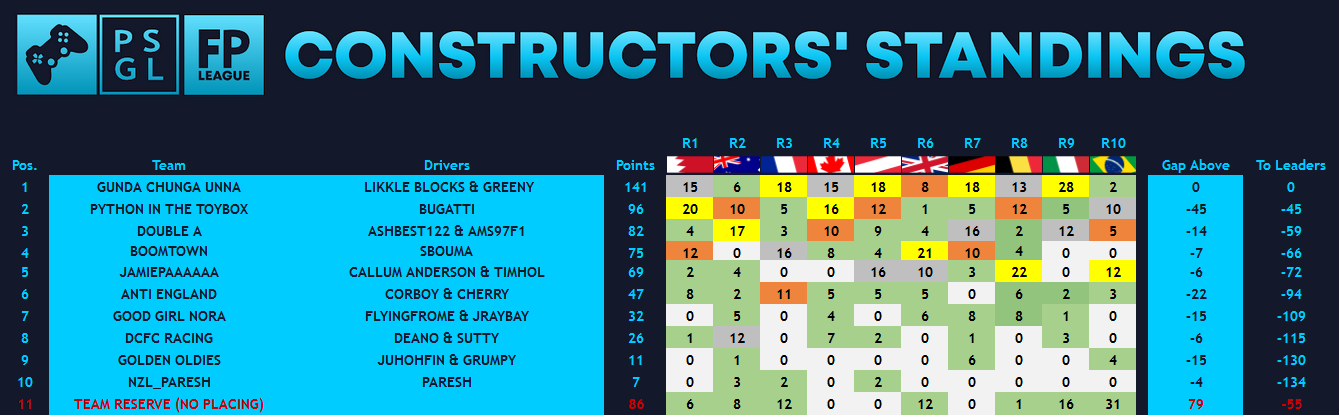 PS
GL
FP
LEAGUE
CONSTRUCTORS' STANDINGS
R1 R2 R3 R4 R5 R6 R7 R8 R9 R10
Pos. Team Drivers Points Gap Above To Leaders
1 GUNDA CHUNGA UNNA LIKKLE BLOCKS & GREENY 141 15 6 18 15 18 8 18 13 28 2 0 0
2 PYTHON IN THE TOYBOX BUGATTI 96 20 10 5 16 12 1 5 12 5 10 -45 -45
3 DOUBLE A ASHBEST122 & AMS97F1 82 4 17 3 10 9 4 16 2 12 5 -14 -59
4 BOOMTOWN SBOUMA 75 12 0 16 8 4 21 10 4 0 0 -7 -66
5 JAMIEPAAAAAA CALLUM ANDERSON & TIMHOL 69 2 4 0 0 16 10 3 22 0 12 -6 -72
6 ANTI ENGLAND CORBOY & CHERRY 47 8 2 11 5 5 5 0 6 2 3 -22 -94
7 GOOD GIRL NORA FLYINGFROME & JRAYBAY 32 0 5 0 4 0 6 8 8 1 0 -15 -109
8 DCFC RACING DEANO & SUTTY 26 1 12 0 7 2 0 1 0 3 0 -6 -115
9 GOLDEN OLDIES JUHOHFIN & GRUMPY 11 0 1 0 0 0 0 6 0 0 4 -15 -130
10 NZL_PARESH PARESH 7 0 3 2 0 2 0 0 0 0 0 -4 -134
11 TEAM RESERVE (NO PLACING) 86 6 8 12 0 0 12 0 1 16 31 79 -55